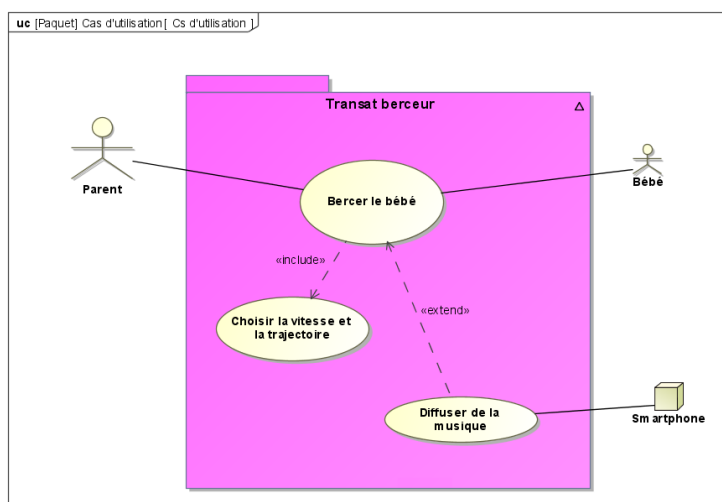 uc [Paquet] Cas d'utilisation[ Cs d'utilisation ]
Transat berceur
Parent
Bébé
Bercer le bébé
«include»
«extend»
Choisir la vitesse et
la trajectoire
Diffuser de la
musique
Smartphone